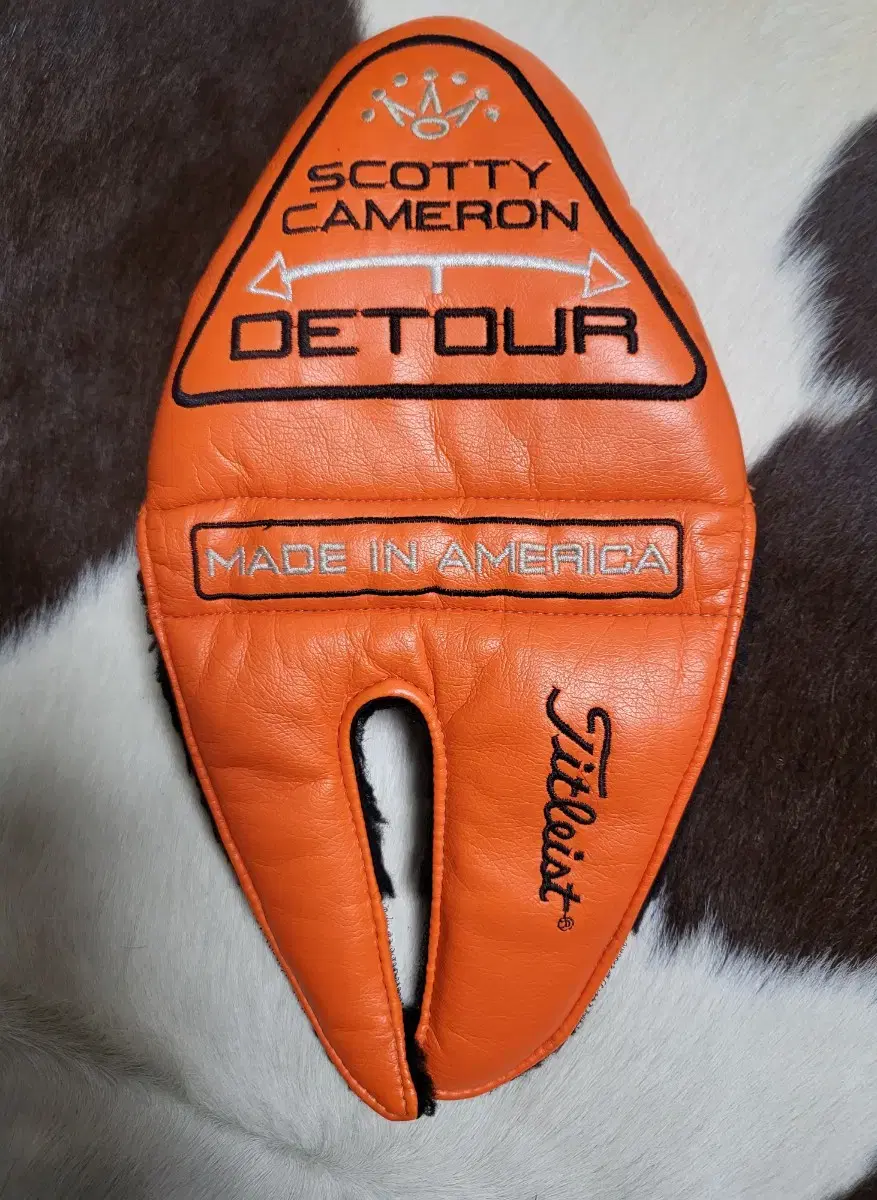 SCOTTY
CAMERON
DETOUR
MADE IN AMERICA
Titleist®